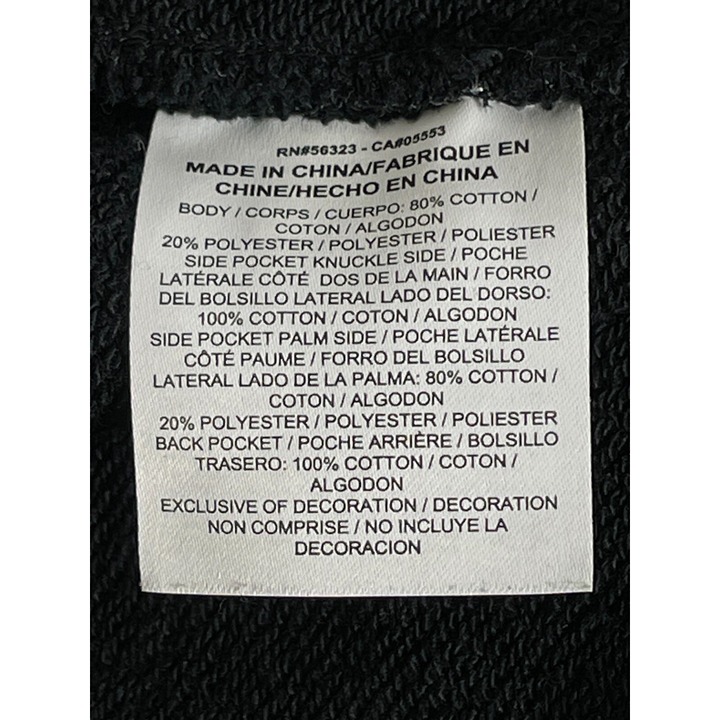 RN#56323 - CA#05553
MADE IN CHINA/FABRIQUE EN
CHINE/HECHO EN CHINA
BODY / CORPS / CUERPO: 80% COTTON /
COTON / ALGODON
20% POLYESTER / POLYESTER / POLIESTER
SIDE POCKET KNUCKLE SIDE / POCHE
LATÉRALE CÔTÉ DOS DE LA MAIN / FORRO
DEL BOLSILLO LATERAL LADO DEL DORSO:
100% COTTON / COTON / ALGODON
SIDE POCKET PALM SIDE / POCHE LATÉRALE
CÔTÉ PAUME / FORRO DEL BOLSILLO
LATERAL LADO DE LA PALMA: 80% COTTON /
COTON / ALGODON
20% POLYESTER / POLYESTER / POLIESTER
BACK POCKET / POCHE ARRIÈRE / BOLSILLO
TRASERO: 100% COTTON / COTON /
ALGODON
EXCLUSIVE OF DECORATION / DECORATION
NON COMPRISE / NO INCLUYE LA
DECORACION